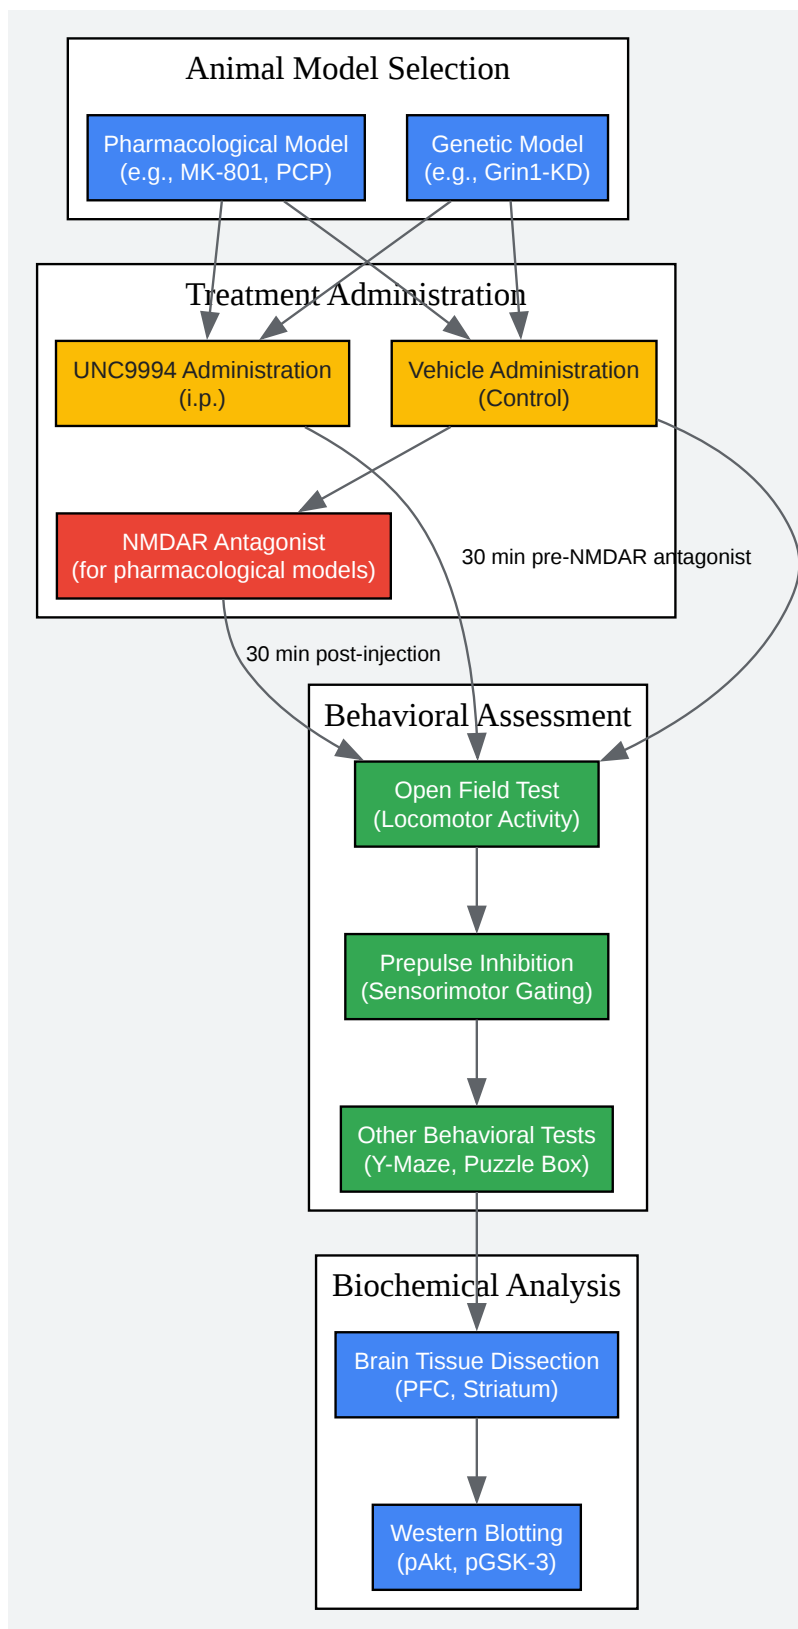 Animal Model Selection
Pharmacological Model
(e.g., MK-801, PCP)
Genetic Model
(e.g., Grin1-KD)
Treatment Administration
UNC9994 Administration
(i.p.)
Vehicle Administration
(Control)
NMDAR Antagonist
(for pharmacological models)
30 min pre-NMDAR antagonist
30 min post-injection
Behavioral Assessment
Open Field Test
(Locomotor Activity)
Prepulse Inhibition
(Sensorimotor Gating)
Other Behavioral Tests
(Y-Maze, Puzzle Box)
Biochemical Analysis
Brain Tissue Dissection
(PFC, Striatum)
Western Blotting
(pAkt, pGSK-3)